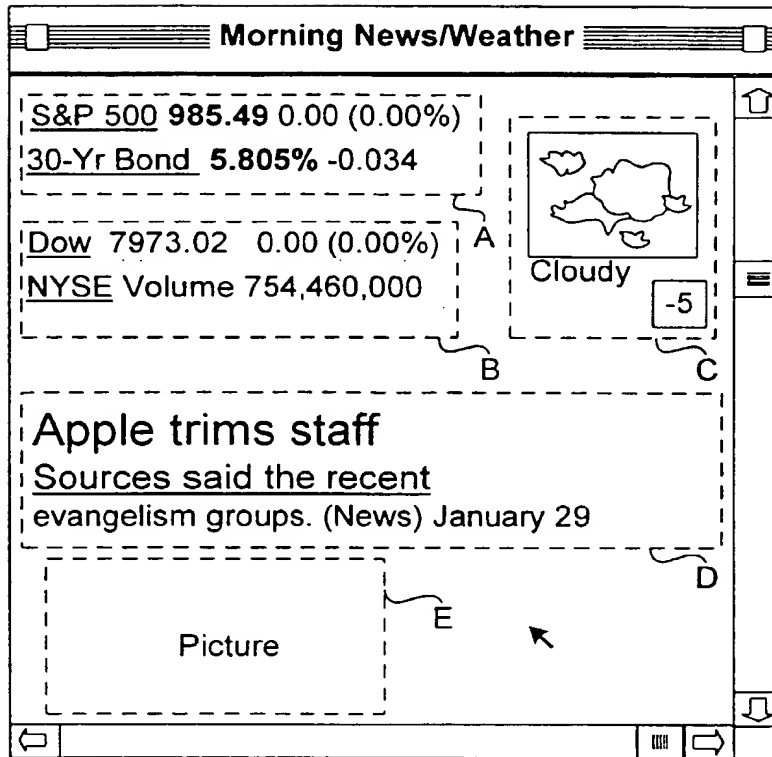 Morning News/Weather
S&P 500 985.49 0.00 (0.00%)
30-Yr Bond 5.805% -0.034
A
Dow 7973.02 0.00 (0.00%)
NYSE Volume 754,460,000
B
Cloudy
-5
C
Apple trims staff
Sources said the recent
evangelism groups. (News) January 29
D
Picture
E